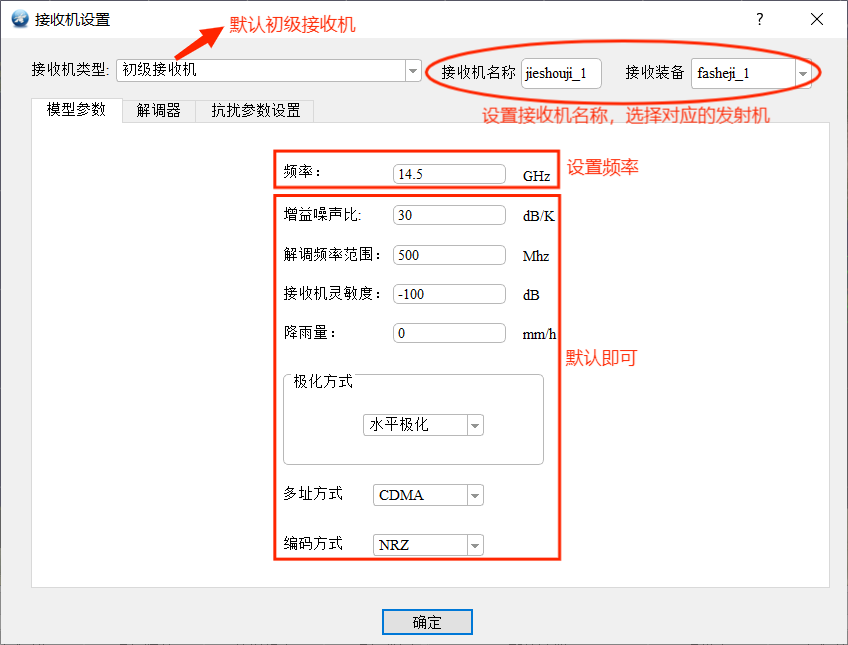 接收机设置
?
默认初级接收机
接收机类型: 初级接收机
接收机名称 jieshouji_1 接收装备 fasheji_1
设置接收机名称，选择对应的发射机
模型参数 解调器 抗扰参数设置
频率： 14.5 GHz
设置频率
增益噪声比: 30 dB/K
解调频率范围： 500 Mhz
接收机灵敏度： -100 dB
降雨量： 0 mm/h
默认即可
极化方式
水平极化
多址方式 CDMA
编码方式 NRZ
确定